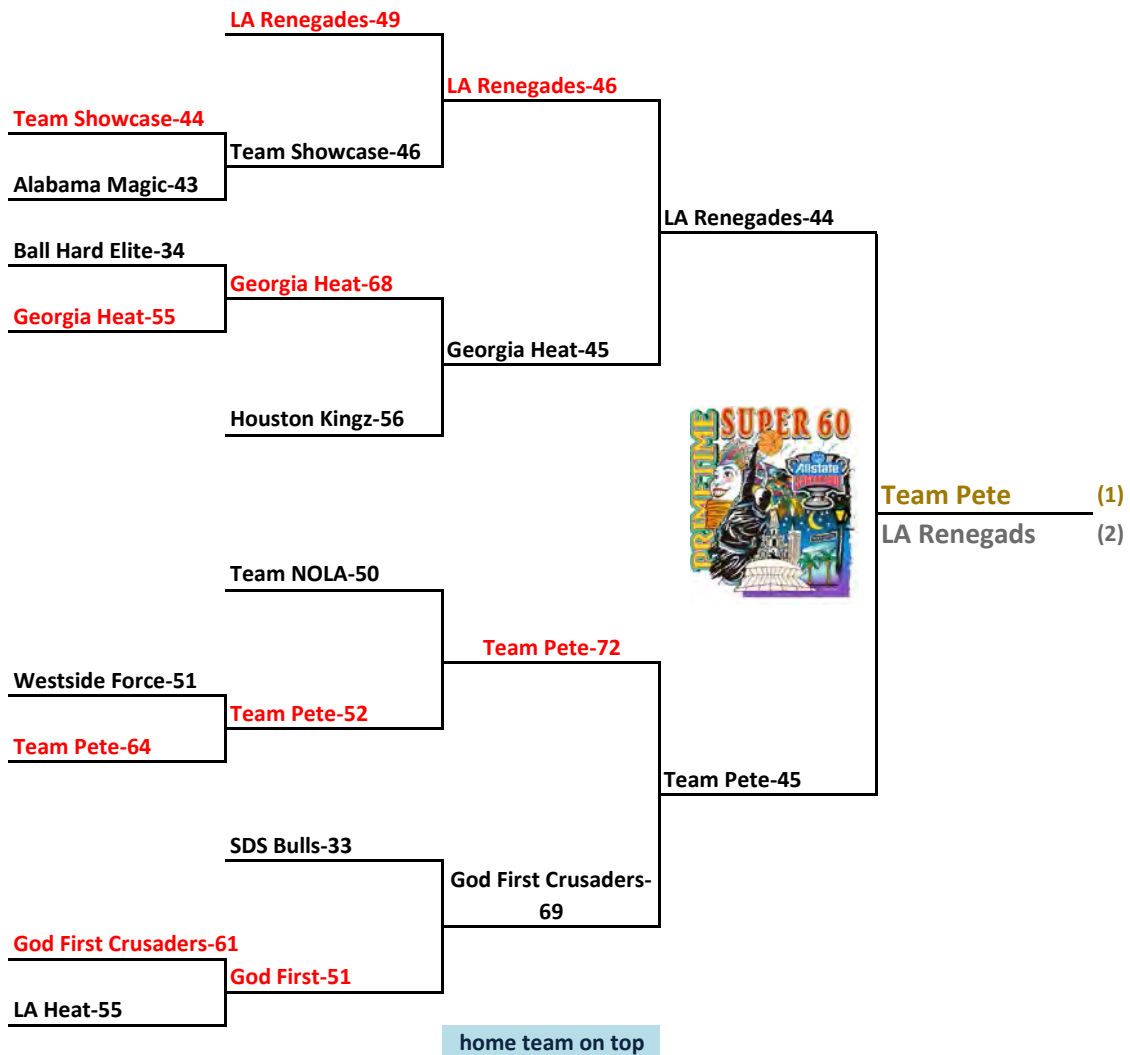 LA Renegades-49
LA Renegades-46
Team Showcase-44
Team Showcase-46
Alabama Magic-43
LA Renegades-44
Ball Hard Elite-34
Georgia Heat-68
Georgia Heat-55
Georgia Heat-45
Houston Kingz-56
PRIMETIME
SUPER 60
Allstate
Team Pete (1)
LA Renegads (2)
Team NOLA-50
Team Pete-72
Westside Force-51
Team Pete-52
Team Pete-64
Team Pete-45
SDS Bulls-33
God First Crusaders-
69
God First Crusaders-61
God First-51
LA Heat-55
home team on top